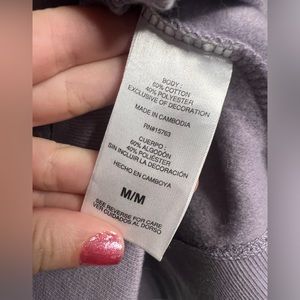 BODY
60% COTTON
40% POLYESTER
EXCLUSIVE OF DECORATION
MADE IN CAMBODIA
RN#15763
CUERPO:
60% ALGODÓN
40% POLIÉSTER
SIN INCLUIR LA DECORACIÓN
HECHO EN CAMBOYA
M/M
SEE REVERSE FOR CARE
VER CUIDADOS AL DORSO